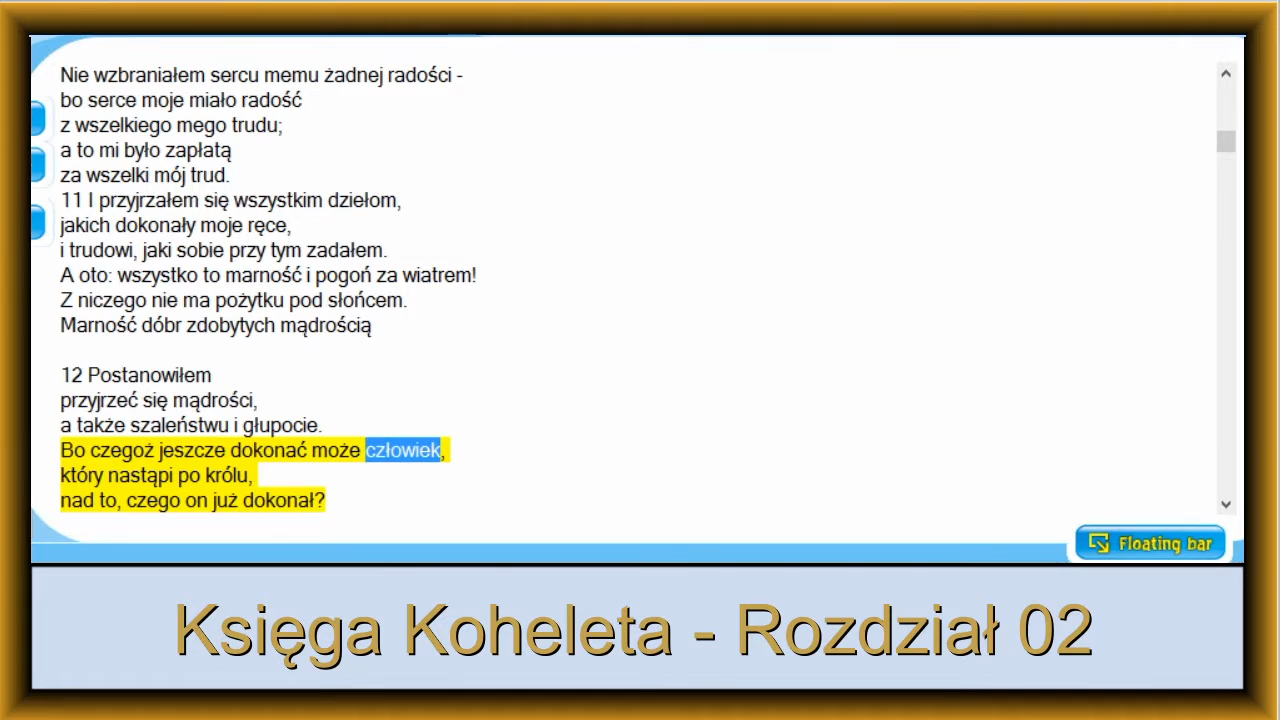 Nie wzbraniałem sercu memu żadnej radości -
bo serce moje miało radość
z wszelkiego mego trudu;
a to mi było zapłatą
za wszelki mój trud.
11 I przyjrzałem się wszystkim dziełom,
jakich dokonały moje ręce,
i trudowi, jaki sobie przy tym zadałem.
A oto: wszystko to marność i pogoń za wiatrem!
Z niczego nie ma pożytku pod słońcem.
Marność dóbr zdobytych mądrością
12 Postanowiłem
przyjrzeć się mądrości,
a także szaleństwu i głupocie.
Bo czegoż jeszcze dokonać może człowiek,
który nastąpi po królu,
nad to, czego on już dokonał?
Floating bar
Księga Koheleta - Rozdział 02